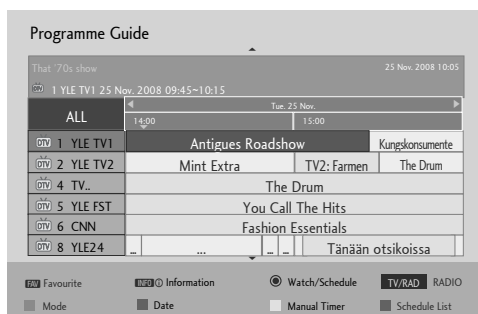 Programme Guide
That '70s show 25 Nov. 2008 10:05
DTV 1 YLE TV1 25 Nov. 2008 09:45~10:15
ALL Tue. 25 Nov.
14:00 15:00
DTV 1 YLE TV1 Antigues Roadshow Kungskonsumente
DTV 2 YLE TV2 Mint Extra TV2: Farmen The Drum
DTV 4 TV.. The Drum
DTV 5 YLE FST You Call The Hits
DTV 6 CNN Fashion Essentials
DTV 8 YLE24 ... ... ... ... Tänään otsikoissa
FAV Favourite INFO i Information Watch/Schedule TV/RAD RADIO
Mode Date Manual Timer Schedule List